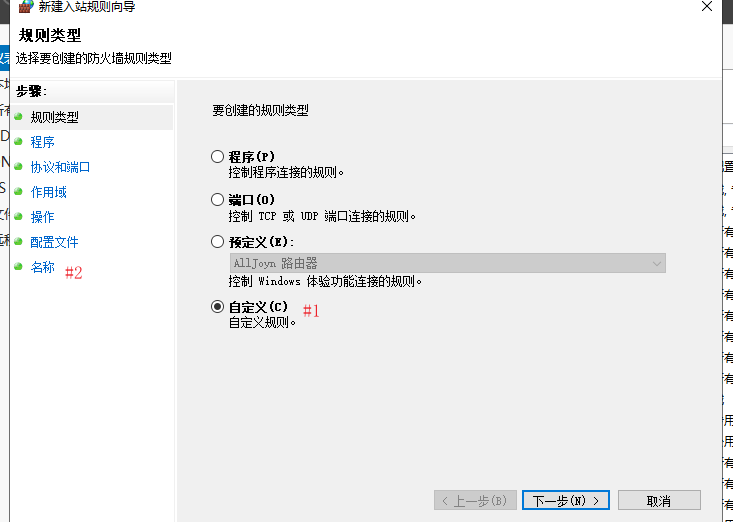 新建入站规则向导
规则类型
选择要创建的防火墙规则类型
步骤:
规则类型
程序
协议和端口
作用域
操作
配置文件
名称 #2
要创建的规则类型
程序(P)
控制程序连接的规则。
端口(O)
控制 TCP 或 UDP 端口连接的规则。
预定义(E):
AllJoyn 路由器
控制 Windows 体验功能连接的规则。
自定义(C) #1
自定义规则。
< 上一步(B)
下一步(N) >
取消